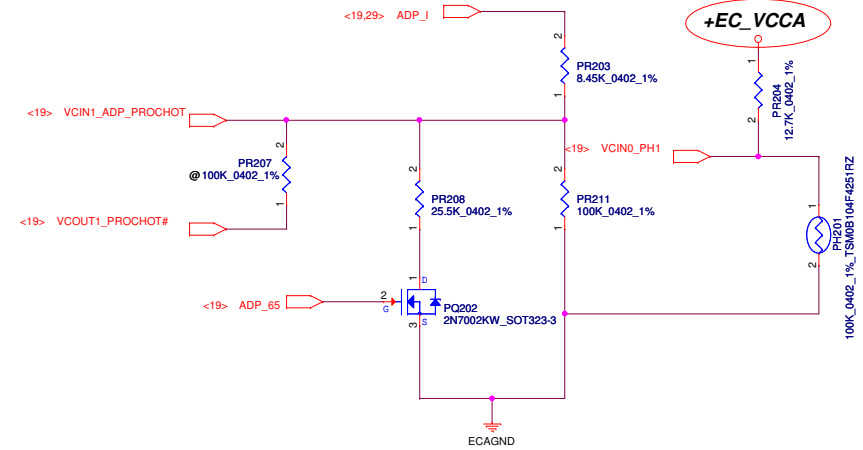 <19,29> ADP_I
+EC_VCCA
2
PR203
8.45K_0402_1%
1
1
PR204
12.7K_0402_1%
2
<19> VCIN1_ADP_PROCHOT
<19> VCIN0_PH1
2
PR207
@100K_0402_1%
1
2
PR208
25.5K_0402_1%
1
2
PR211
100K_0402_1%
1
1
PH201
100K_0402_1%_TSM0B104F4251RZ
2
<19> VCOUT1_PROCHOT#
<19> ADP_65
1
D
2
G
3
S
PQ202
2N7002KW_SOT323-3
ECAGND